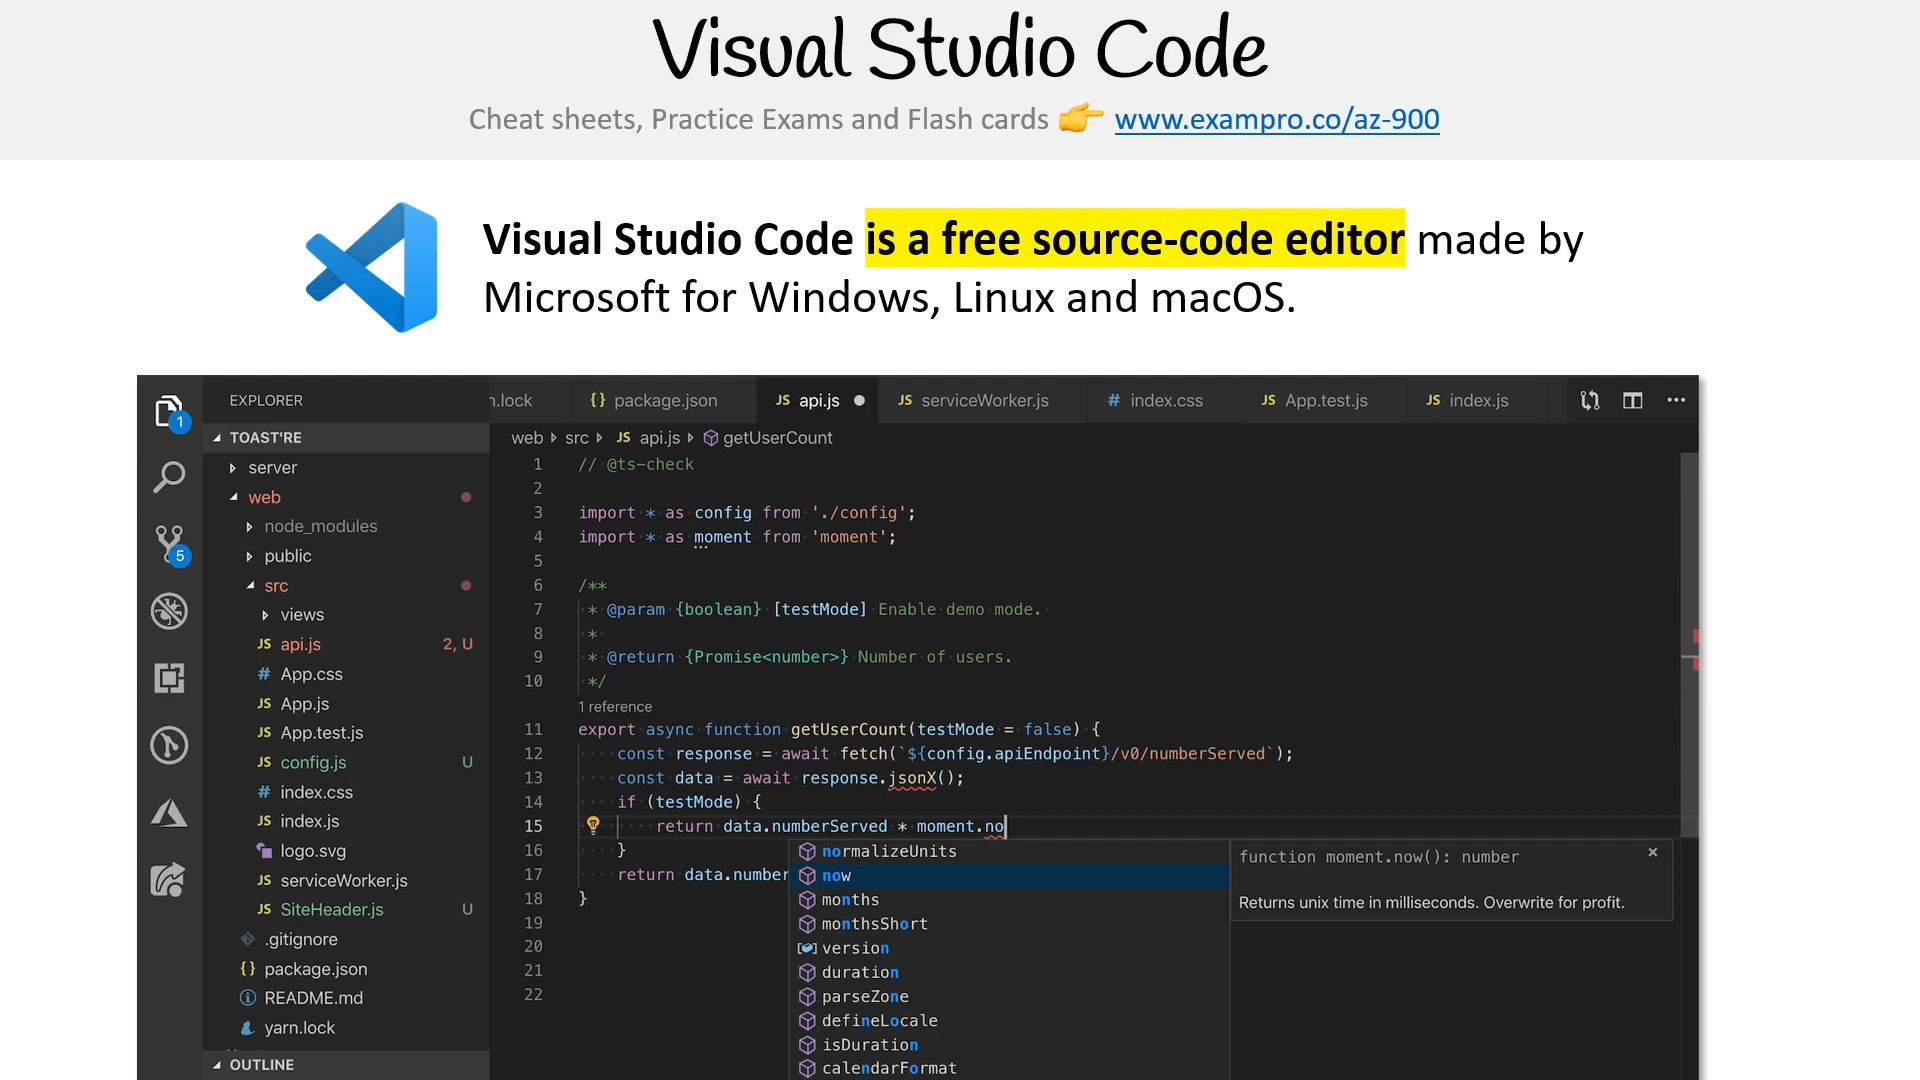 Visual Studio Code
Cheat sheets, Practice Exams and Flash cards 👉 www.exampro.co/az-900
Visual Studio Code is a free source-code editor made by
Microsoft for Windows, Linux and macOS.
EXPLORER
TOAST'RE
server
web
node_modules
public
src
views
JS api.js 2, U
# App.css
JS App.js
JS App.test.js
JS config.js U
# index.css
JS index.js
logo.svg
JS serviceWorker.js
JS SiteHeader.js U
.gitignore
{} package.json
README.md
yarn.lock
OUTLINE
1
5
n.lock {} package.json JS api.js ● JS serviceWorker.js # index.css JS App.test.js JS index.js
web src JS api.js getUserCount
1 // @ts-check
2
3 import * as config from './config';
4 import * as moment from 'moment';
5
6 /**
7 * @param {boolean} [testMode] Enable demo mode.
8 *
9 * @return {Promise<number>} Number of users.
10 */
1 reference
11 export async function getUserCount(testMode = false) {
12 const response = await fetch(`${config.apiEndpoint}/v0/numberServed`);
13 const data = await response.jsonX();
14 if (testMode) {
15 return data.numberServed * moment.no
16 }
17 return data.number
18 }
19
20
21
22
normalizeUnits
now
months
monthsShort
version
duration
parseZone
defineLocale
isDuration
calendarFormat
function moment.now(): number
Returns unix time in milliseconds. Overwrite for profit.